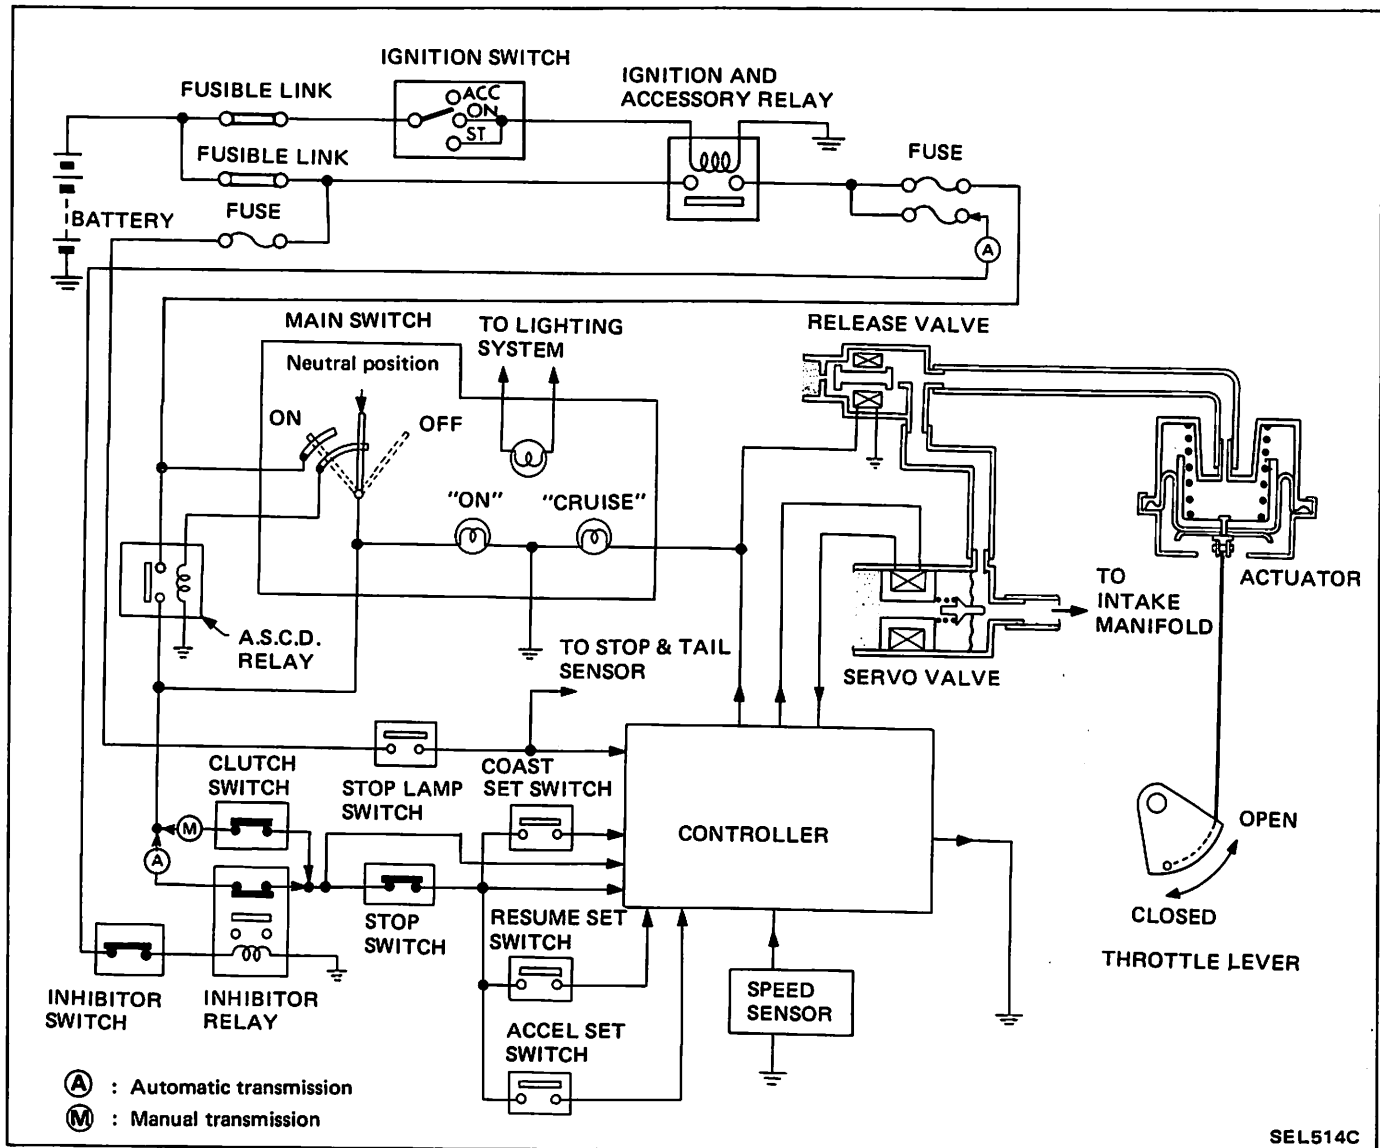 IGNITION SWITCH
IGNITION AND
ACCESSORY RELAY
FUSIBLE LINK
ACC
ON
ST
FUSIBLE LINK
FUSE
FUSE
BATTERY
A
MAIN SWITCH
TO LIGHTING
SYSTEM
RELEASE VALVE
Neutral position
ON
OFF
"ON"
"CRUISE"
ACTUATOR
TO
INTAKE
MANIFOLD
A.S.C.D.
RELAY
TO STOP & TAIL
SENSOR
SERVO VALVE
CLUTCH
SWITCH
STOP LAMP
SWITCH
COAST
SET SWITCH
M
A
CONTROLLER
OPEN
CLOSED
THROTTLE LEVER
STOP
SWITCH
RESUME SET
SWITCH
INHIBITOR
SWITCH
INHIBITOR
RELAY
SPEED
SENSOR
ACCEL SET
SWITCH
A : Automatic transmission
M : Manual transmission
SEL514C